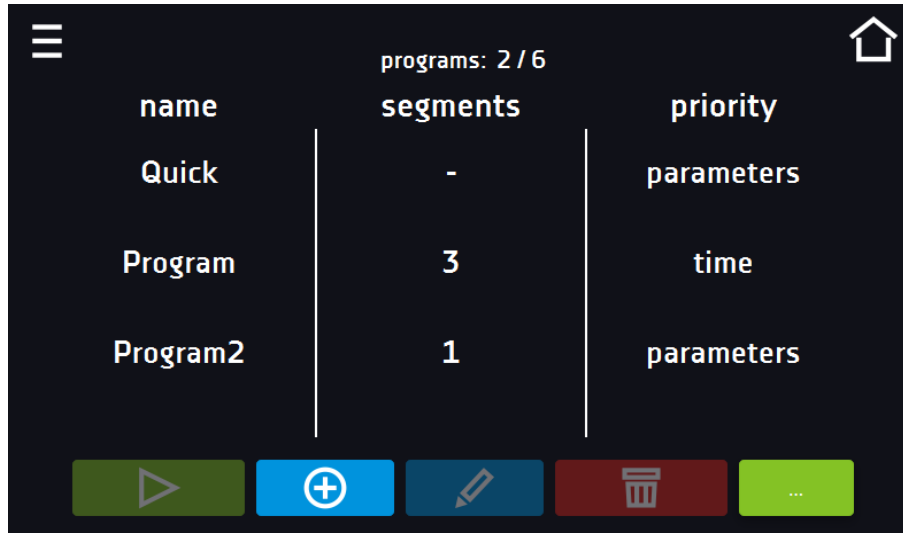 programs: 2 / 6
name segments priority
Quick - parameters
Program 3 time
Program2 1 parameters
...